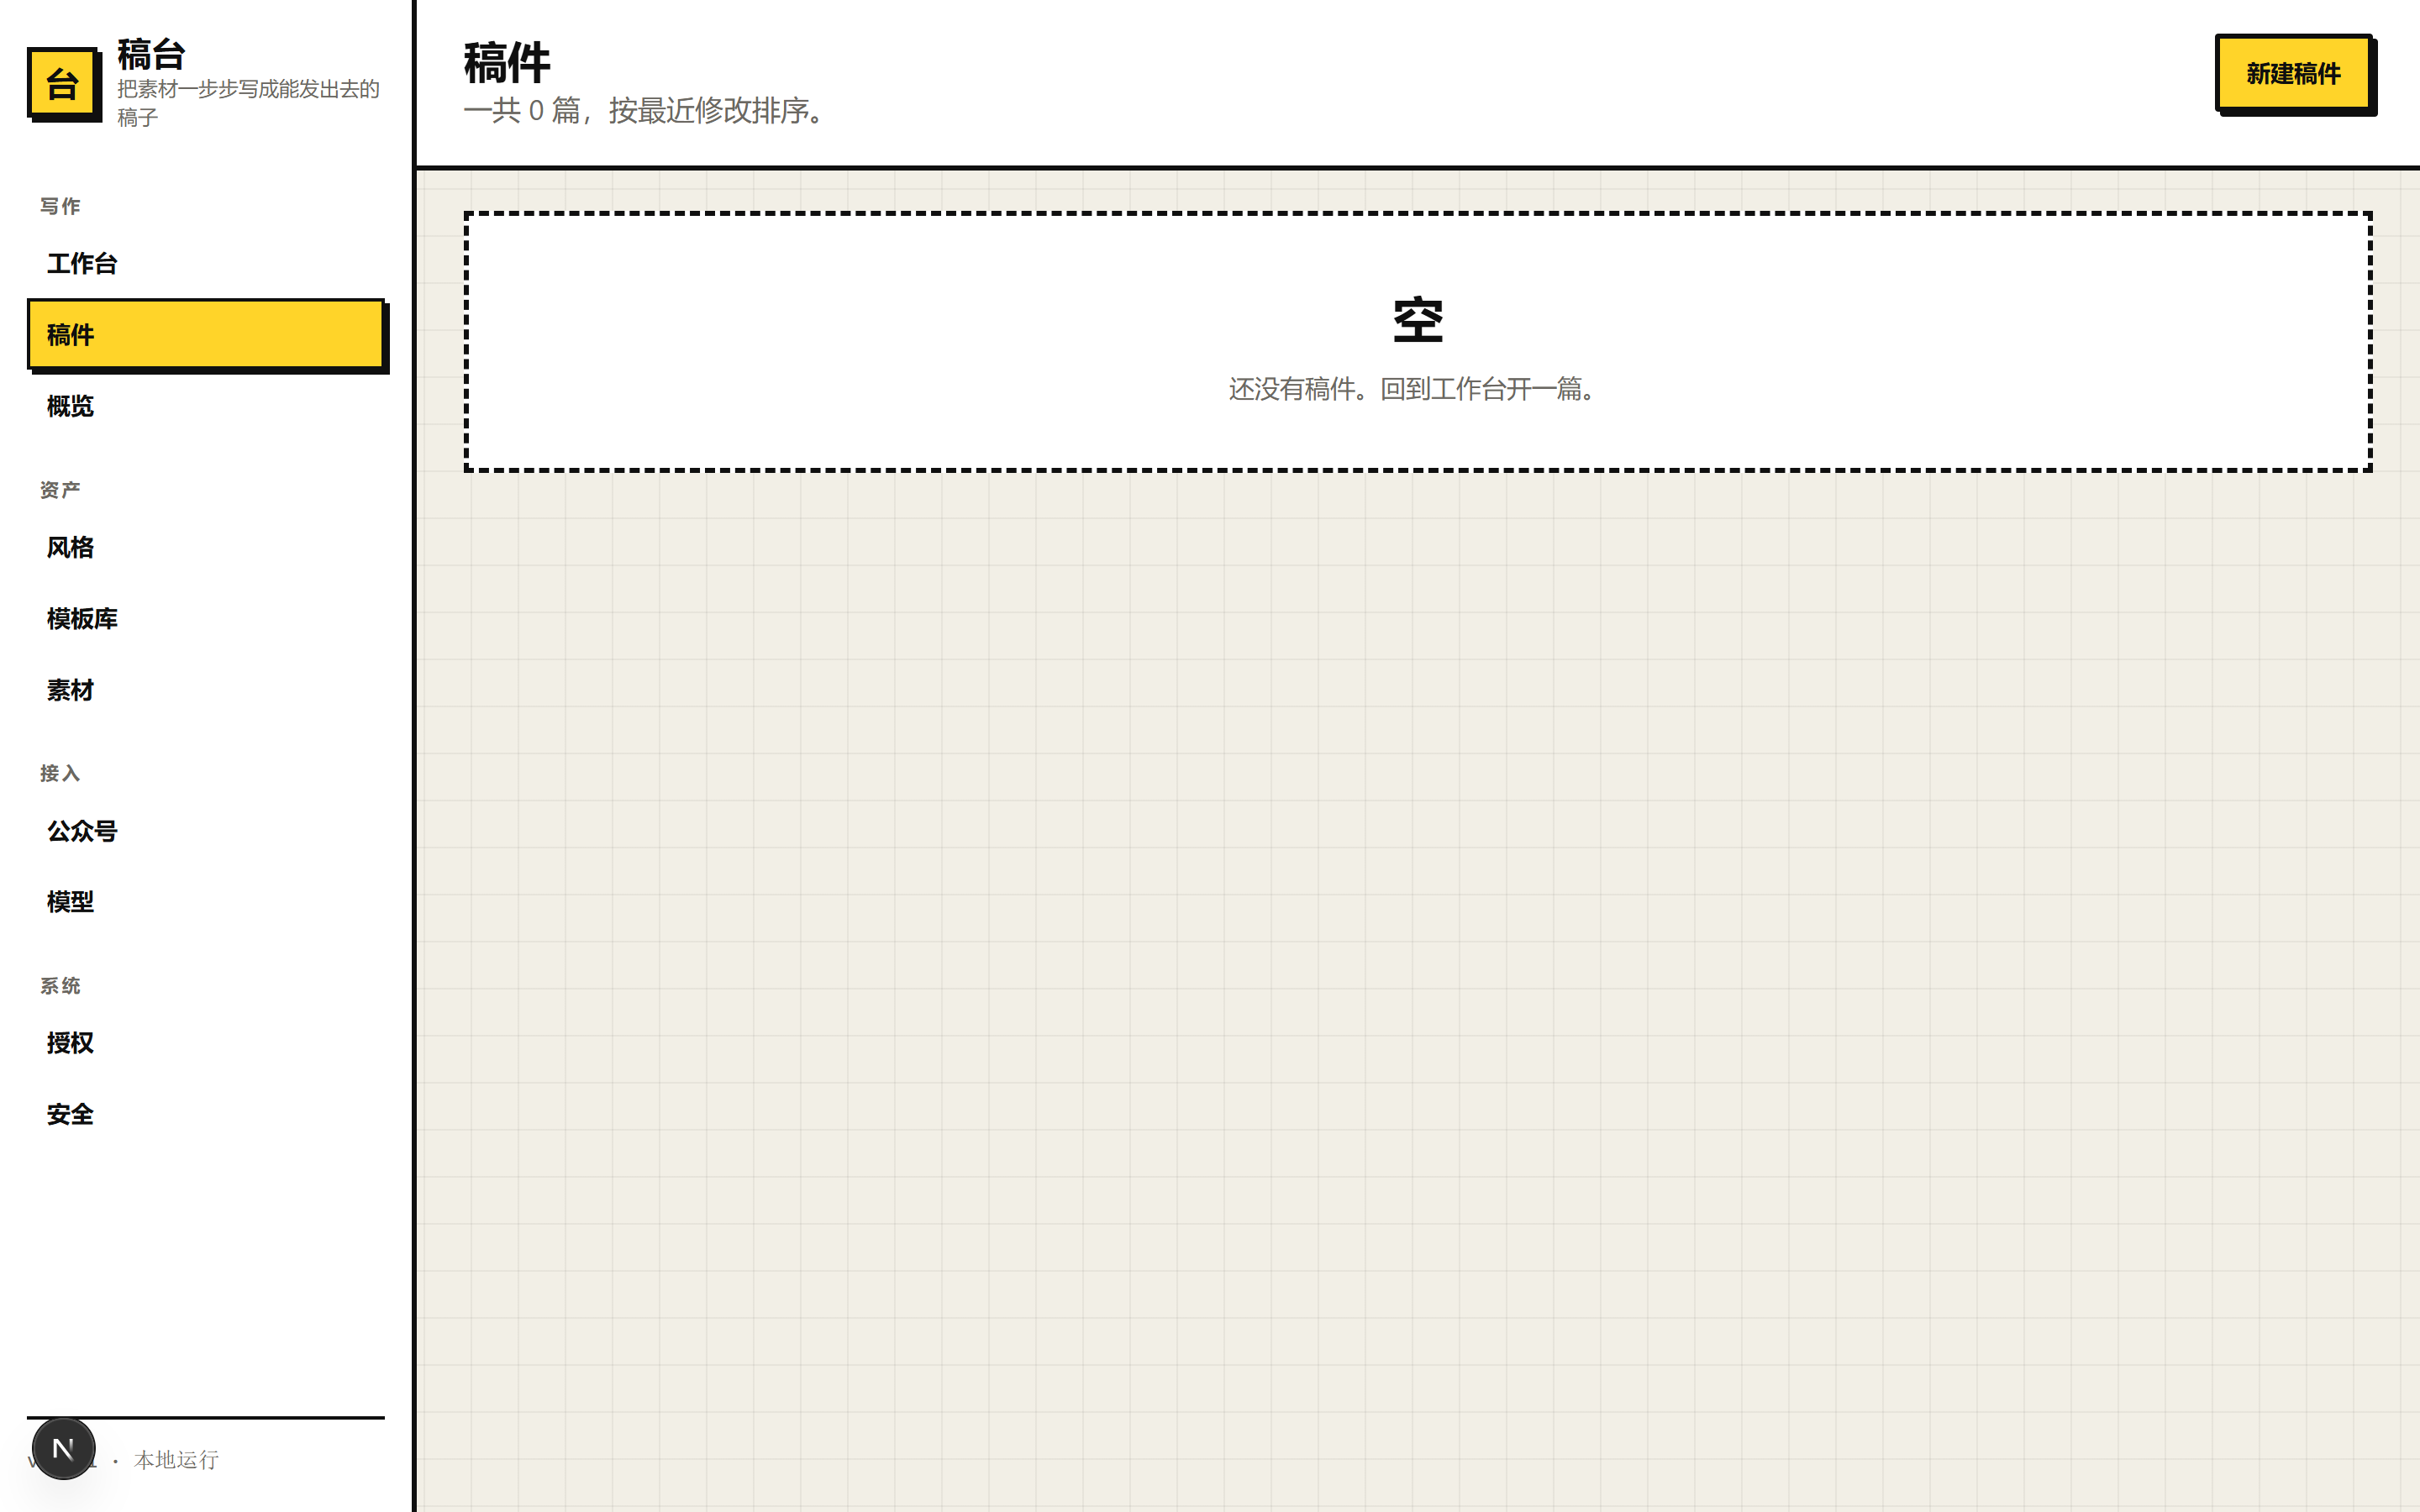 台
稿台
把素材一步步写成能发出去的
稿子
写作
工作台
稿件
概览
资产
风格
模板库
素材
接入
公众号
模型
系统
授权
安全
N
· 本地运行
稿件
一共 0 篇，按最近修改排序。
新建稿件
空
还没有稿件。回到工作台开一篇。